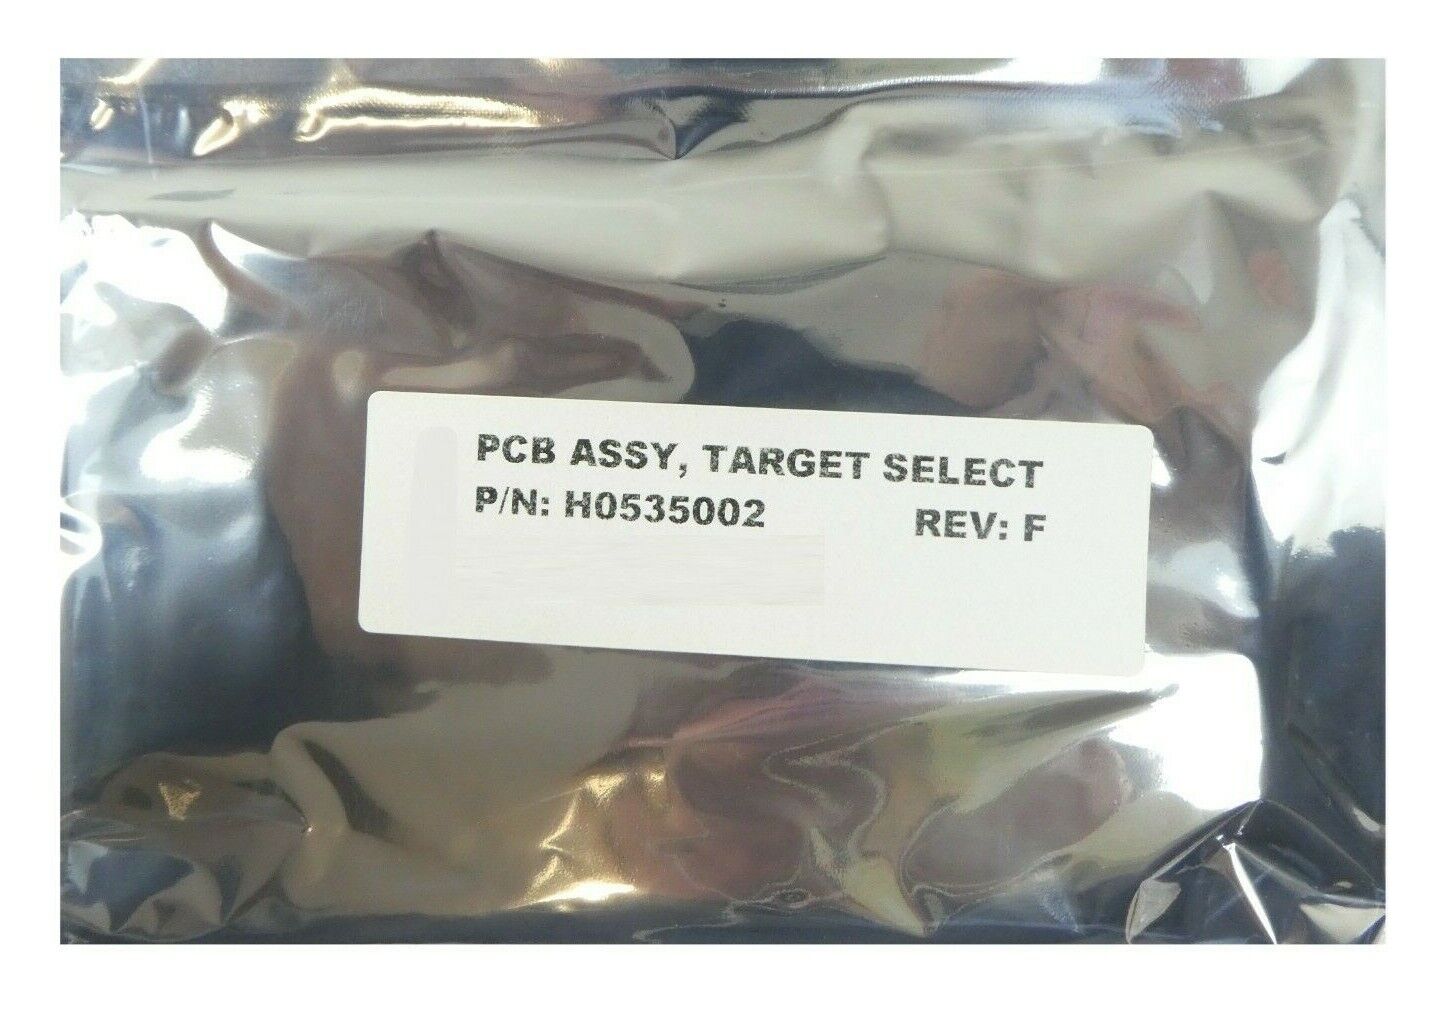 PCB ASSY, TARGET SELECT
P/N: H0535002 REV: F